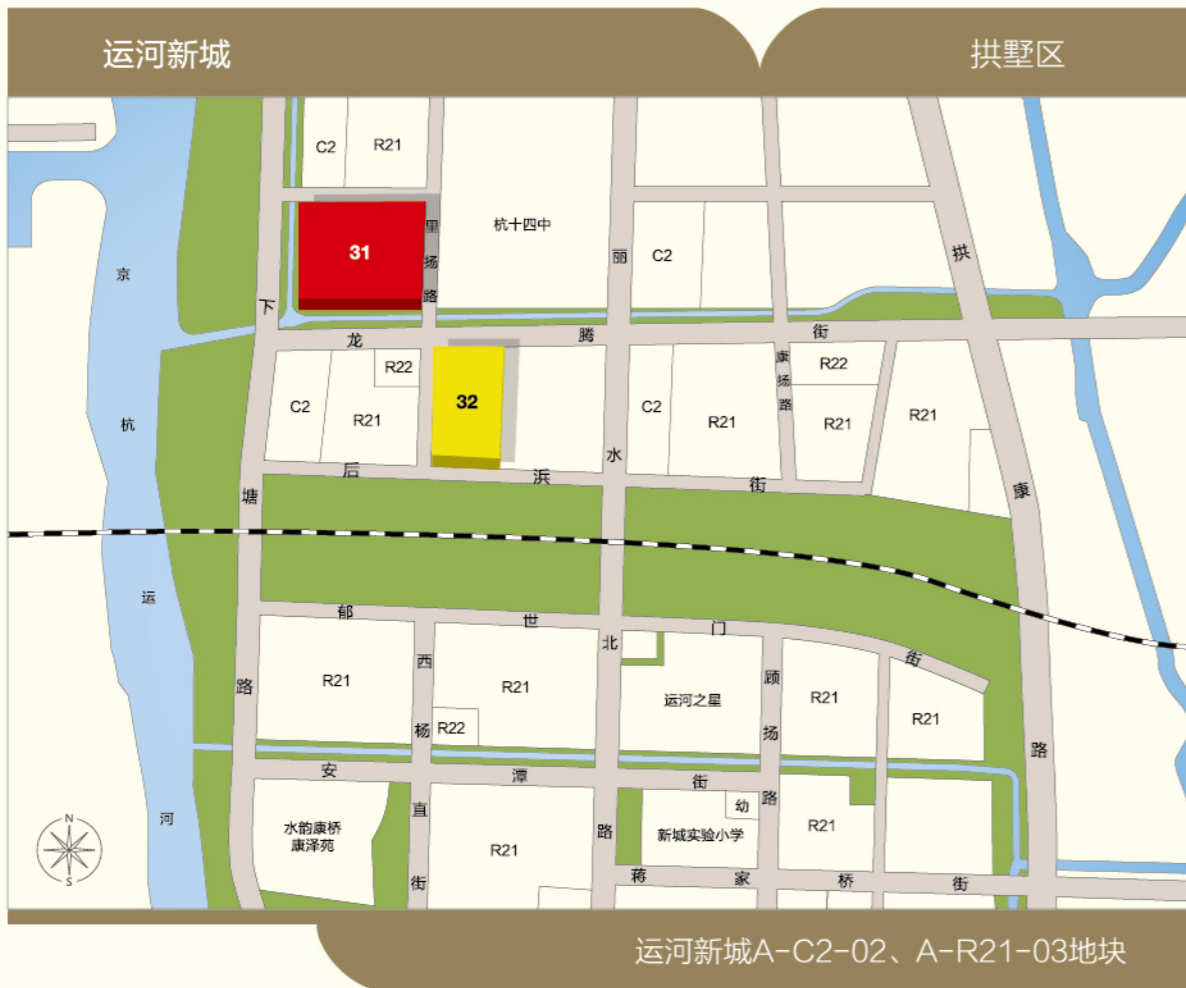 运河新城
拱墅区
C2
R21
31
里扬路
杭十四中
丽水北路
C2
拱康路
京杭运河
下塘路
龙腾街
C2
R21
R22
32
C2
R21
康扬路
R22
R21
R21
后浜街
郁世门街
R21
西杨直街
R21
R22
运河之星
顾扬路
R21
R21
安潭街
水韵康桥
康泽苑
R21
幼
新城实验小学
R21
蒋家桥街
N
S
运河新城A-C2-02、A-R21-03地块